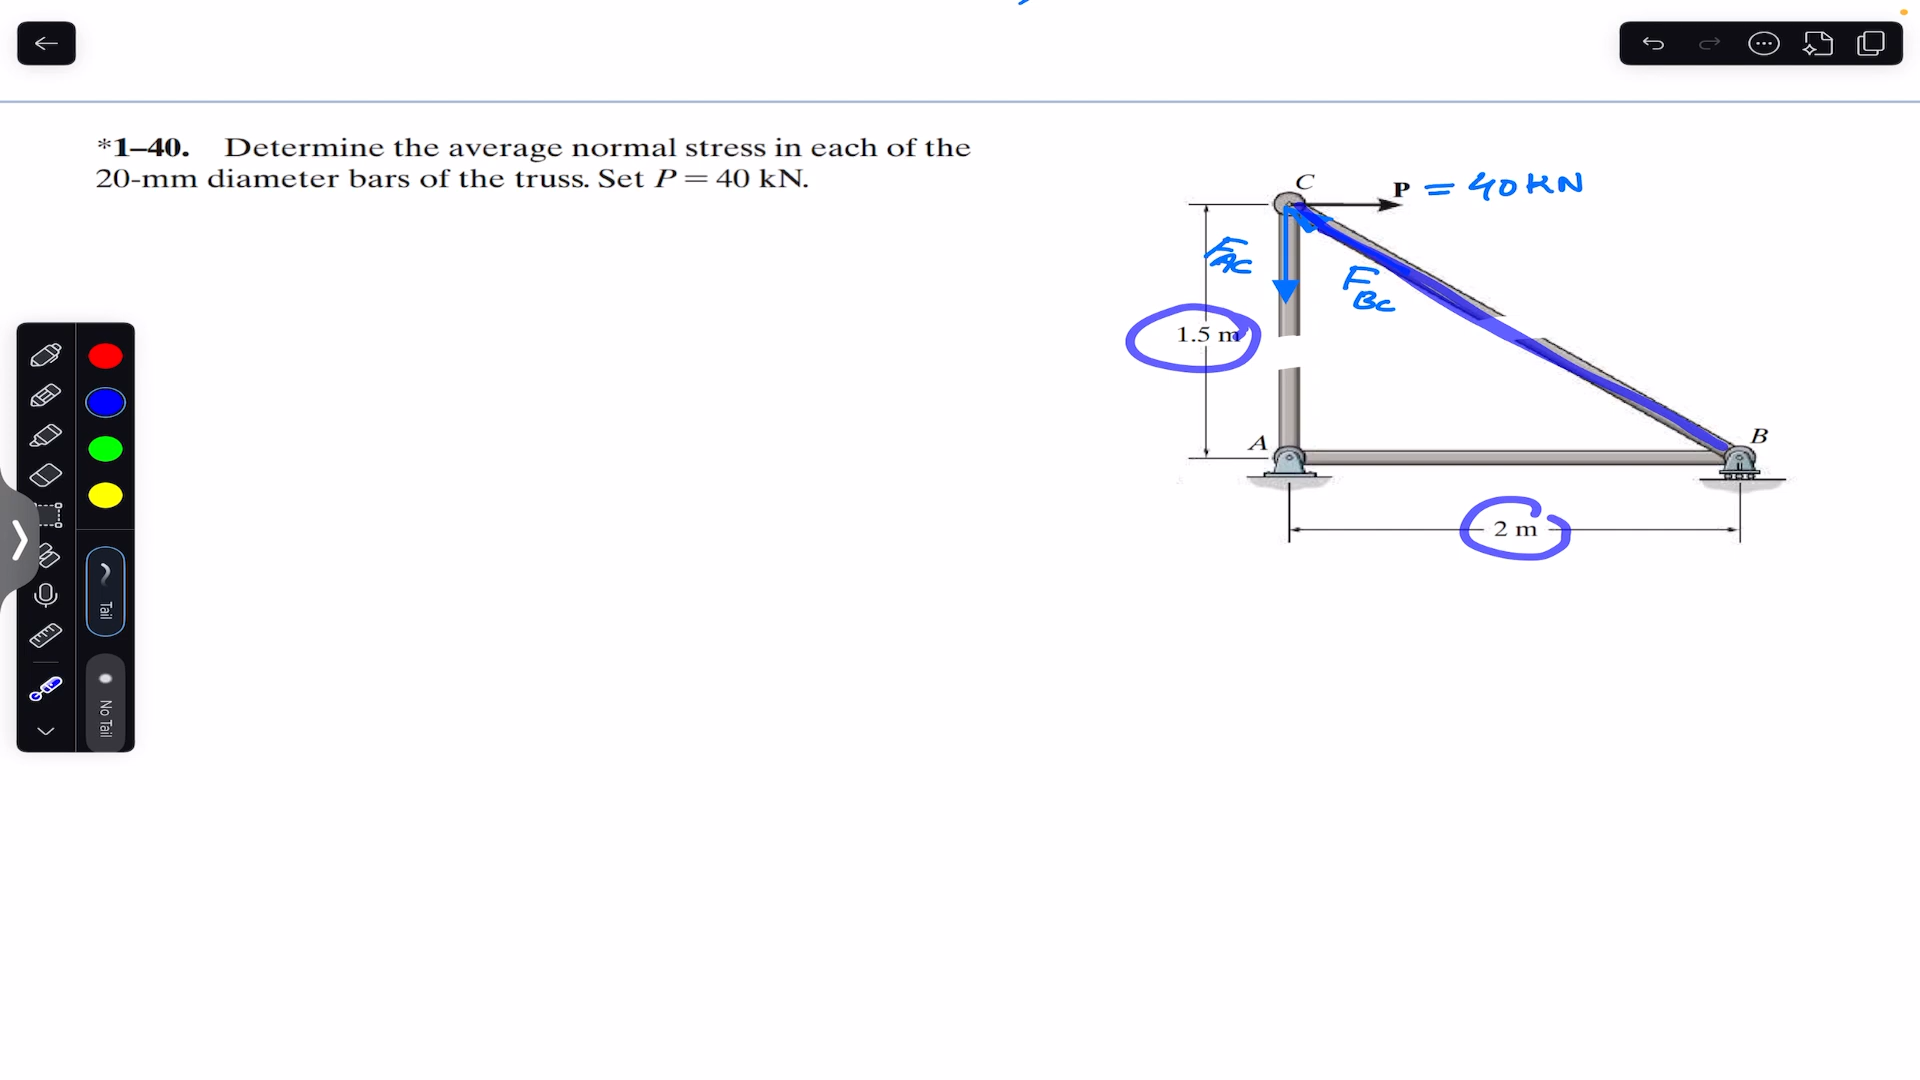 *1–40. Determine the average normal stress in each of the
20-mm diameter bars of the truss. Set P = 40 kN.
C
P = 40 KN
F_AC
F_BC
1.5 m
A
B
2 m
Tail
No Tail